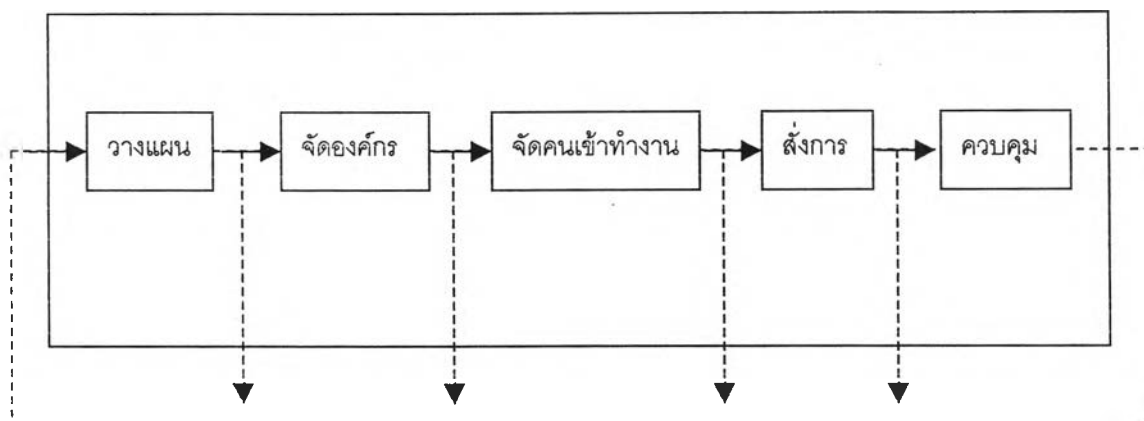 วางแผน
จัดองค์กร
จัดคนเข้าทำงาน
สั่งการ
ควบคุม